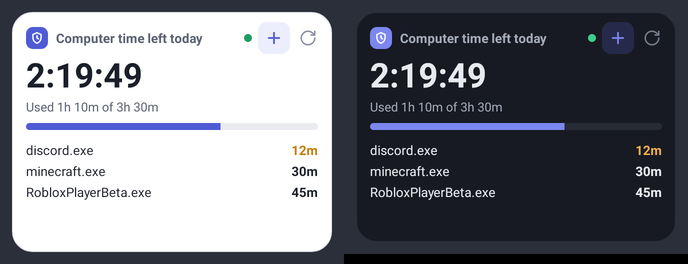 Computer time left today
2:19:49
Used 1h 10m of 3h 30m
discord.exe 12m
minecraft.exe 30m
RobloxPlayerBeta.exe 45m
Computer time left today
2:19:49
Used 1h 10m of 3h 30m
discord.exe 12m
minecraft.exe 30m
RobloxPlayerBeta.exe 45m